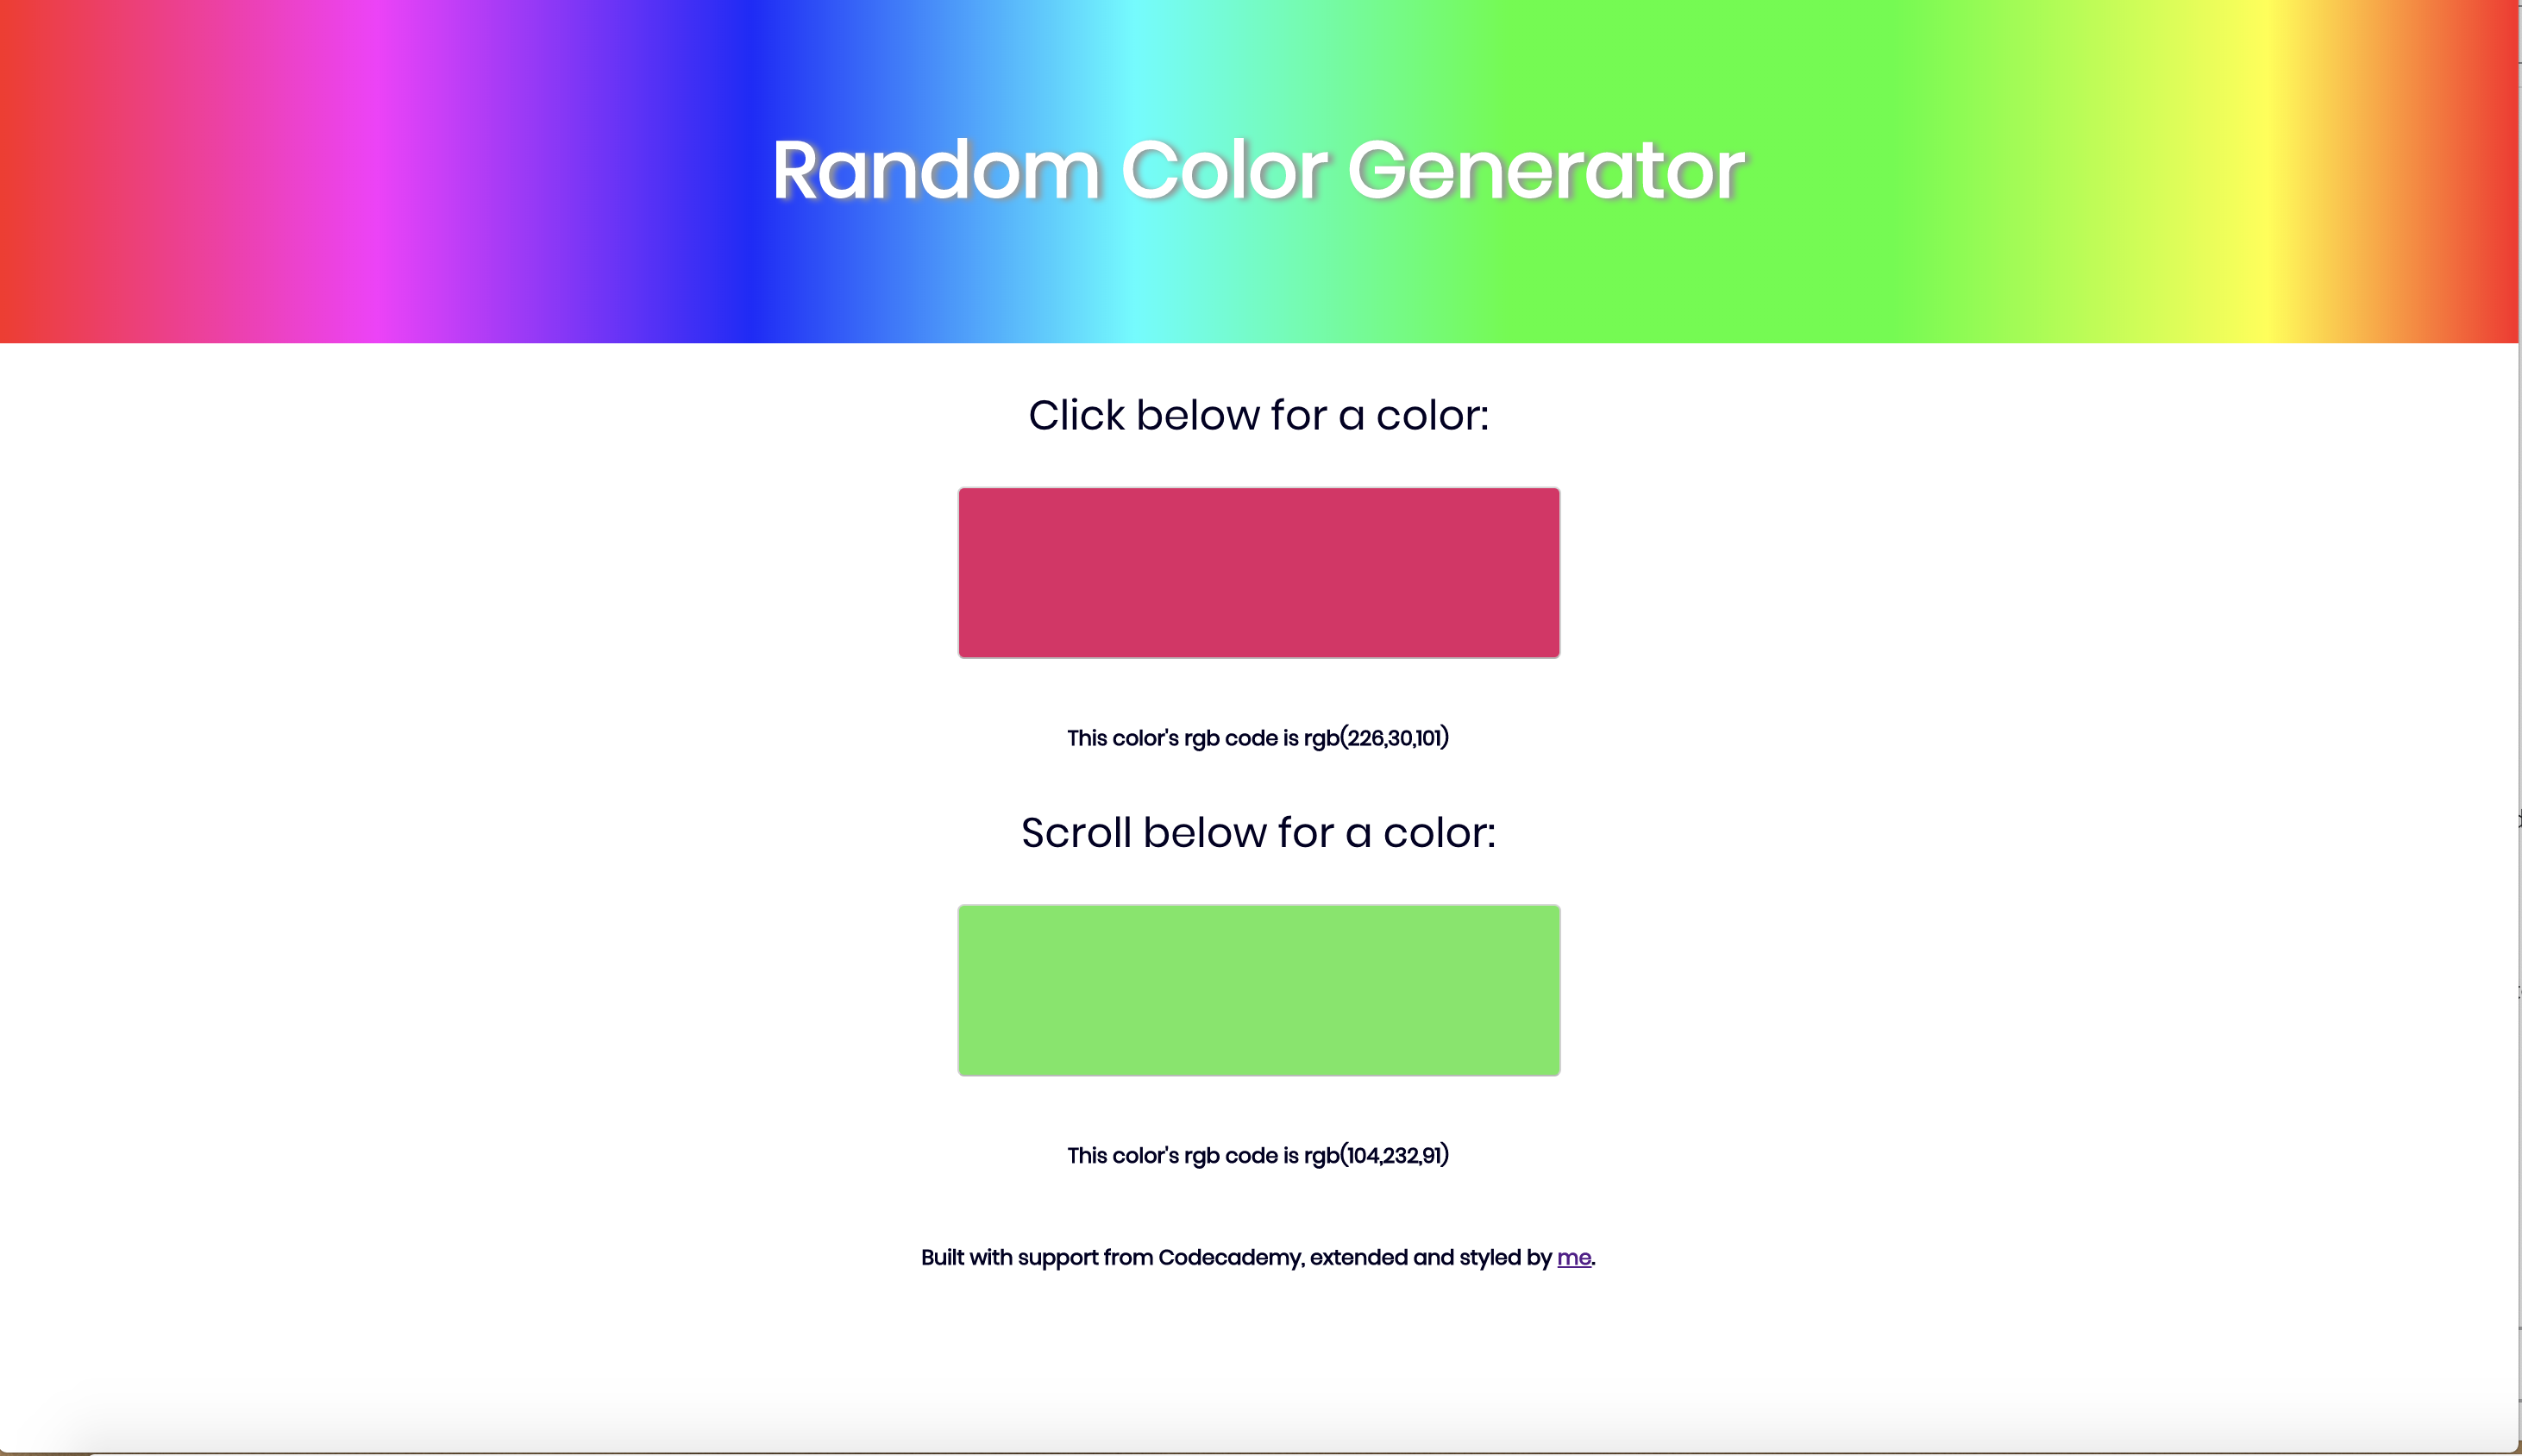 Random Color Generator
Click below for a color:
This color's rgb code is rgb(226,30,101)
Scroll below for a color:
This color's rgb code is rgb(104,232,91)
Built with support from Codecademy, extended and styled by me.